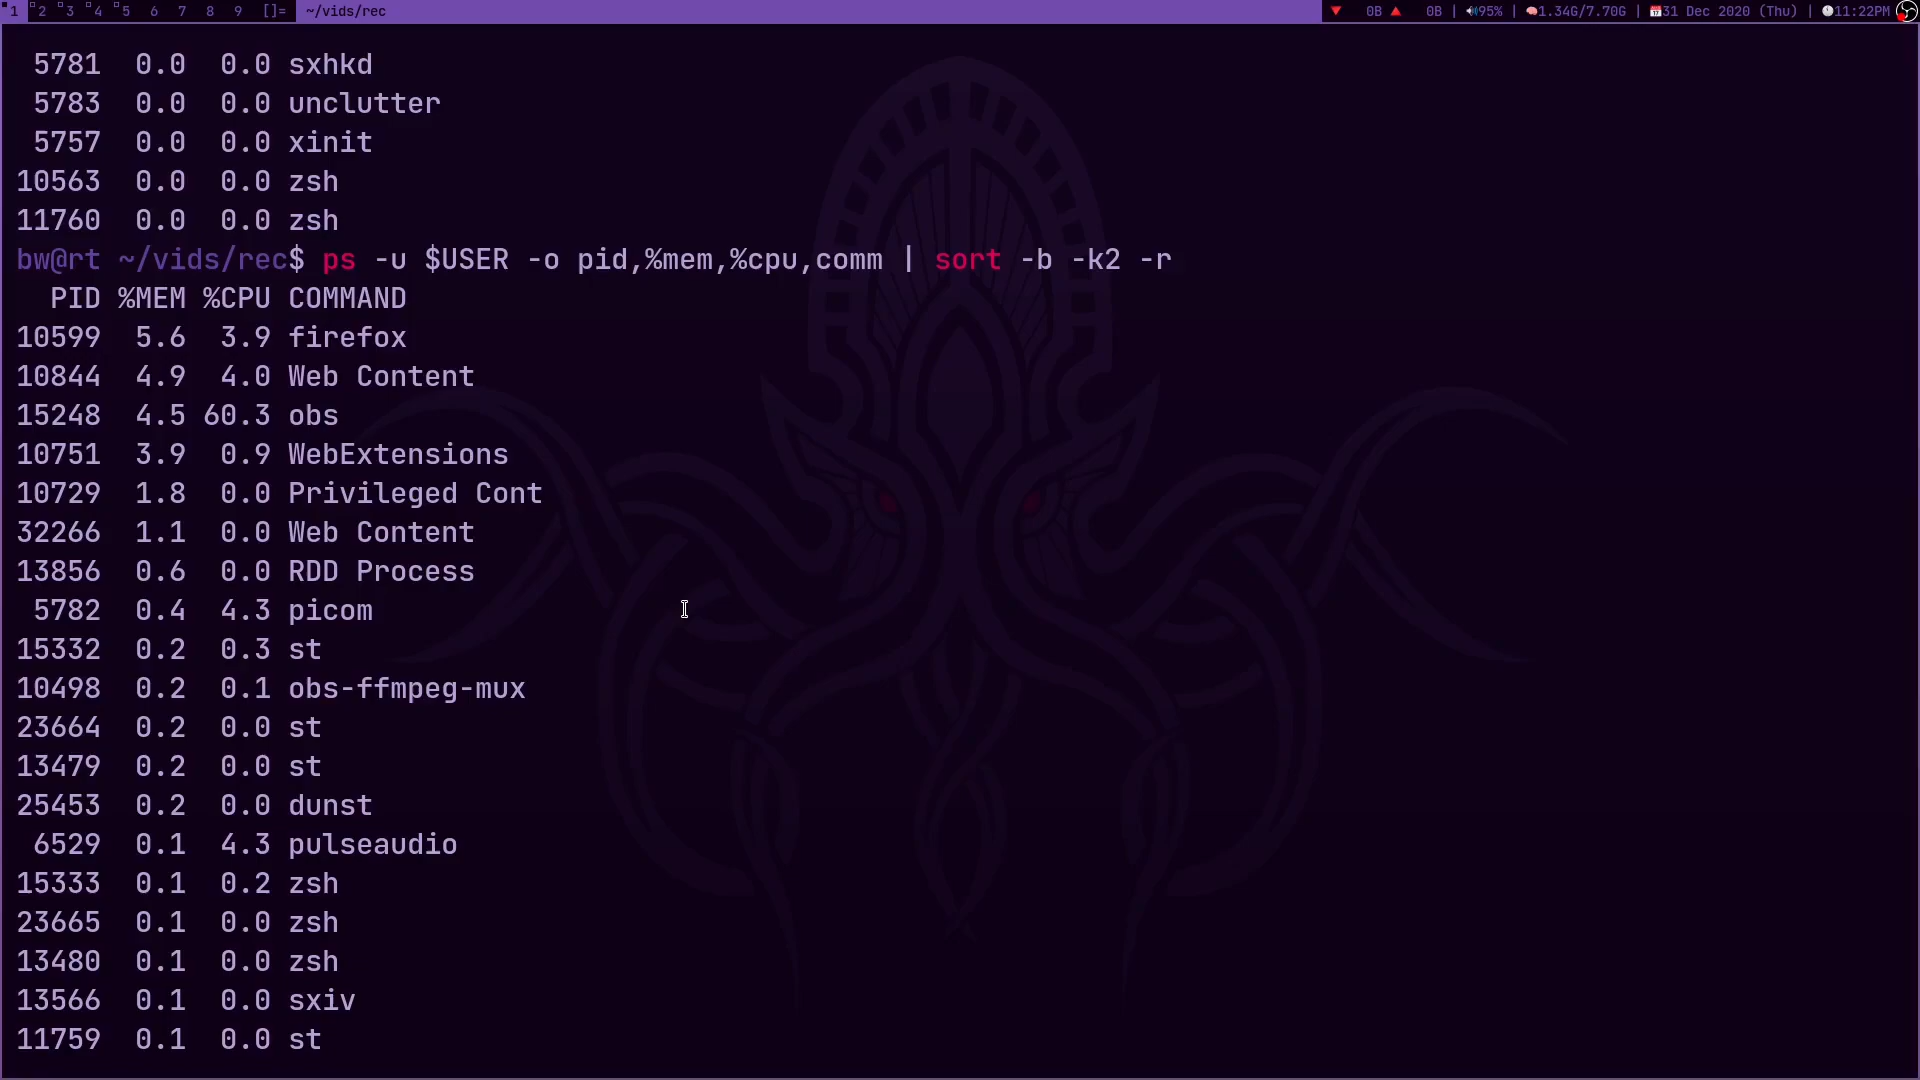 1 2 3 4 5 6 7 8 9 []= ~/vids/rec 0B 0B | 95% | 1.34G/7.70G | 31 Dec 2020 (Thu) | 11:22PM
5781 0.0 0.0 sxhkd
5783 0.0 0.0 unclutter
5757 0.0 0.0 xinit
10563 0.0 0.0 zsh
11760 0.0 0.0 zsh
bw@rt ~/vids/rec$ ps -u $USER -o pid,%mem,%cpu,comm | sort -b -k2 -r
PID %MEM %CPU COMMAND
10599 5.6 3.9 firefox
10844 4.9 4.0 Web Content
15248 4.5 60.3 obs
10751 3.9 0.9 WebExtensions
10729 1.8 0.0 Privileged Cont
32266 1.1 0.0 Web Content
13856 0.6 0.0 RDD Process
5782 0.4 4.3 picom
15332 0.2 0.3 st
10498 0.2 0.1 obs-ffmpeg-mux
23664 0.2 0.0 st
13479 0.2 0.0 st
25453 0.2 0.0 dunst
6529 0.1 4.3 pulseaudio
15333 0.1 0.2 zsh
23665 0.1 0.0 zsh
13480 0.1 0.0 zsh
13566 0.1 0.0 sxiv
11759 0.1 0.0 st